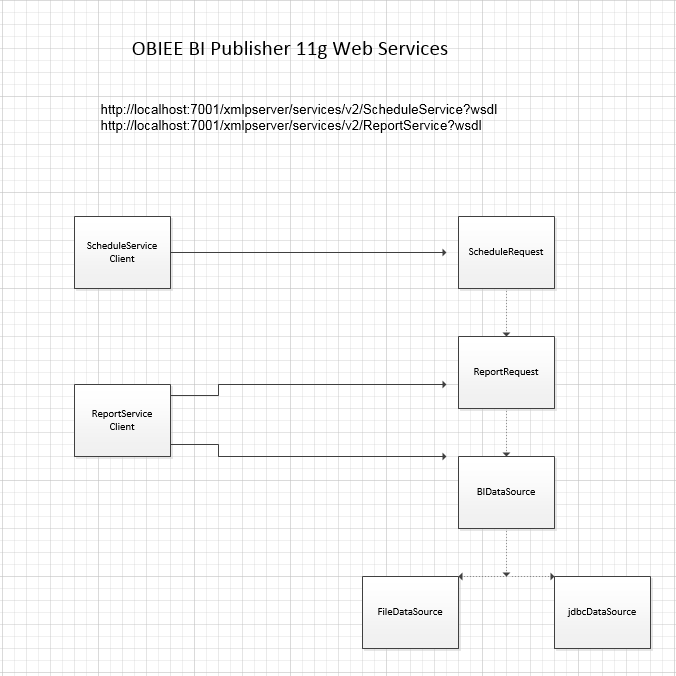 OBIEE BI Publisher 11g Web Services
http://localhost:7001/xmlpserver/services/v2/ScheduleService?wsdl
http://localhost:7001/xmlpserver/services/v2/ReportService?wsdl
ScheduleService
Client
ScheduleRequest
ReportRequest
ReportService
Client
BIDataSource
FileDataSource
jdbcDataSource